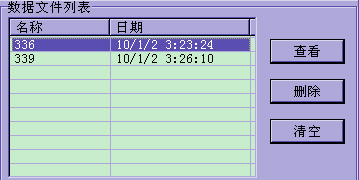 数据文件列表
名称 日期
336 10/1/2 3:23:24
339 10/1/2 3:26:10
查看
删除
清空